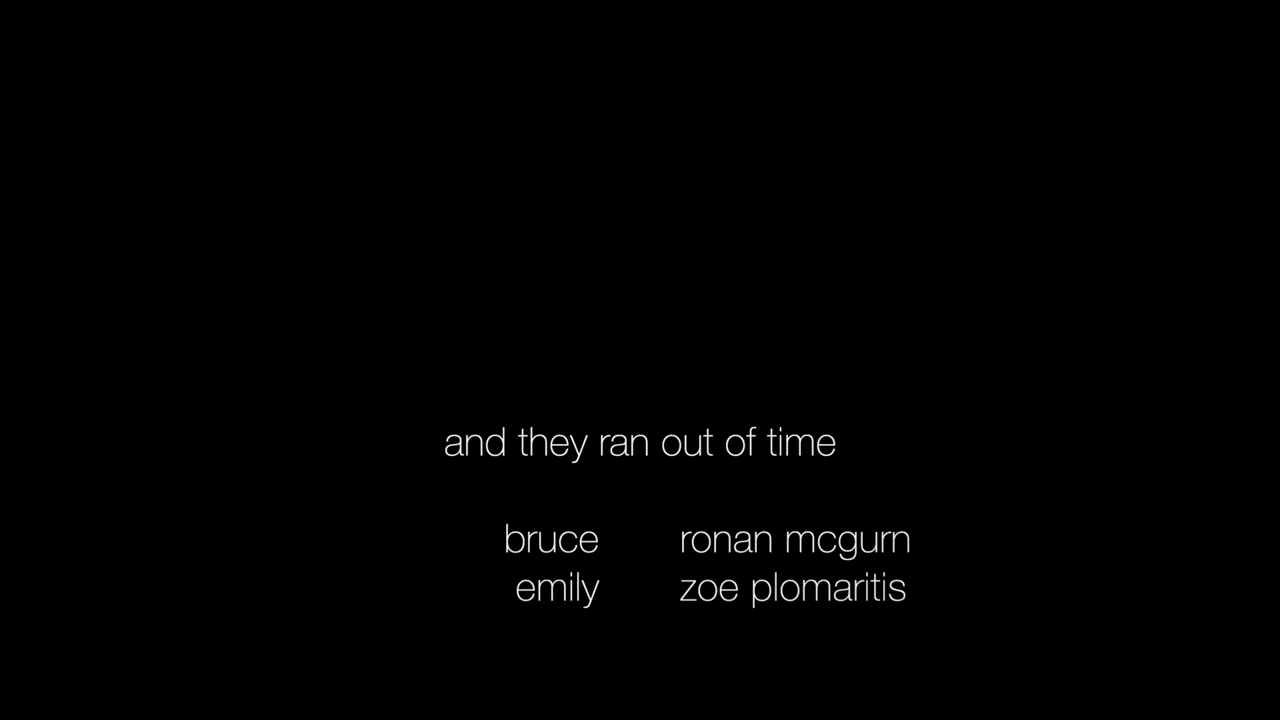 and they ran out of time
bruce ronan mcgurn
emily zoe plomaritis